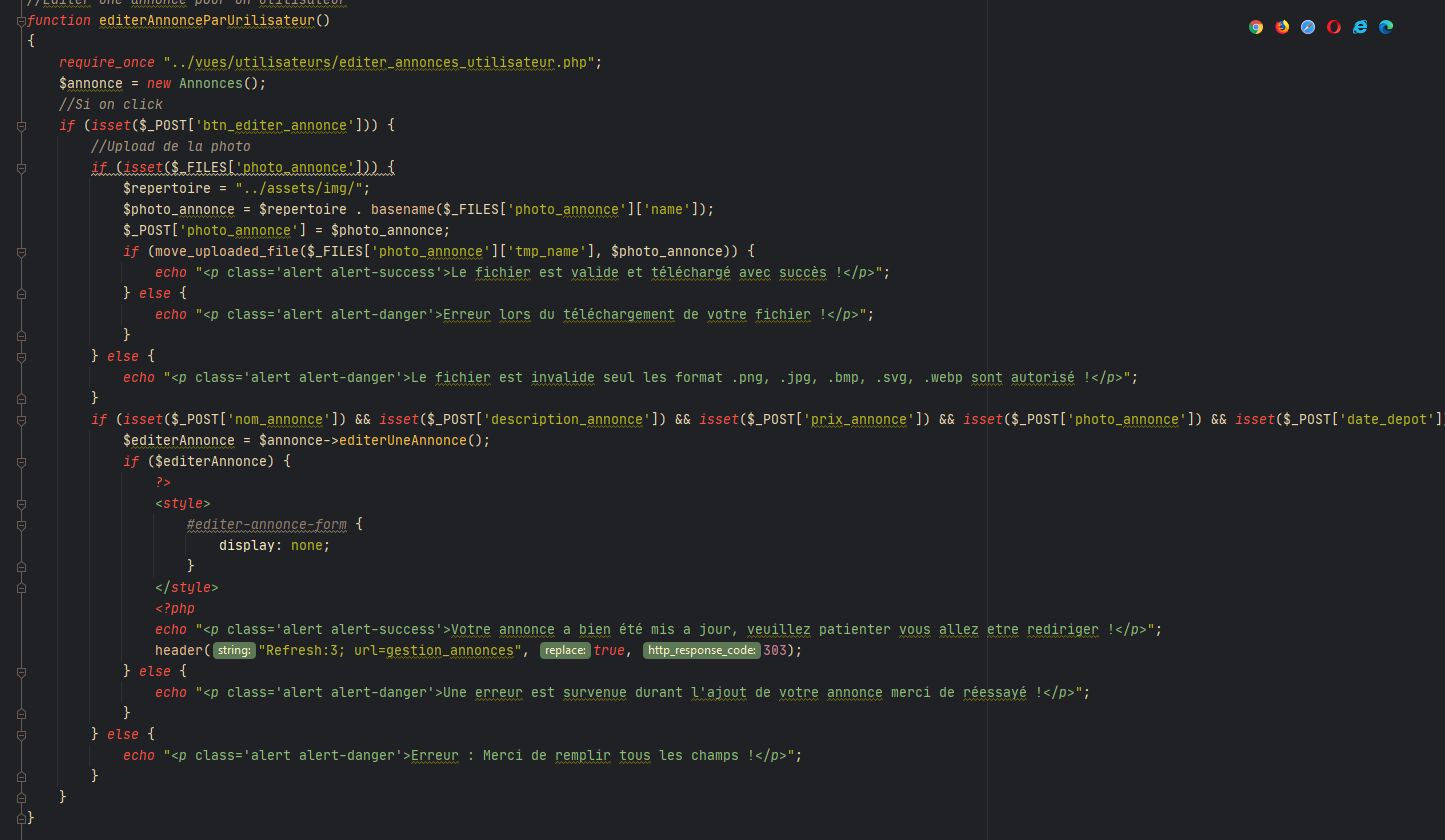 //Editer une annonce pour un utilisateur
function editerAnnonceParUrilisateur()
{
require_once "../vues/utilisateurs/editer_annonces_utilisateur.php";
$annonce = new Annonces();
//Si on click
if (isset($_POST['btn_editer_annonce'])) {
//Upload de la photo
if (isset($_FILES['photo_annonce'])) {
$repertoire = "../assets/img/";
$photo_annonce = $repertoire . basename($_FILES['photo_annonce']['name']);
$_POST['photo_annonce'] = $photo_annonce;
if (move_uploaded_file($_FILES['photo_annonce']['tmp_name'], $photo_annonce)) {
echo "<p class='alert alert-success'>Le fichier est valide et téléchargé avec succès !</p>";
} else {
echo "<p class='alert alert-danger'>Erreur lors du téléchargement de votre fichier !</p>";
}
} else {
echo "<p class='alert alert-danger'>Le fichier est invalide seul les format .png, .jpg, .bmp, .svg, .webp sont autorisé !</p>";
}
if (isset($_POST['nom_annonce']) && isset($_POST['description_annonce']) && isset($_POST['prix_annonce']) && isset($_POST['photo_annonce']) && isset($_POST['date_depot']
$editerAnnonce = $annonce->editerUneAnnonce();
if ($editerAnnonce) {
?>
<style>
#editer-annonce-form {
display: none;
}
</style>
<?php
echo "<p class='alert alert-success'>Votre annonce a bien été mis a jour, veuillez patienter vous allez etre rediriger !</p>";
header( string: "Refresh:3; url=gestion_annonces", replace: true, http_response_code: 303);
} else {
echo "<p class='alert alert-danger'>Une erreur est survenue durant l'ajout de votre annonce merci de réessayé !</p>";
}
} else {
echo "<p class='alert alert-danger'>Erreur : Merci de remplir tous les champs !</p>";
}
}
}